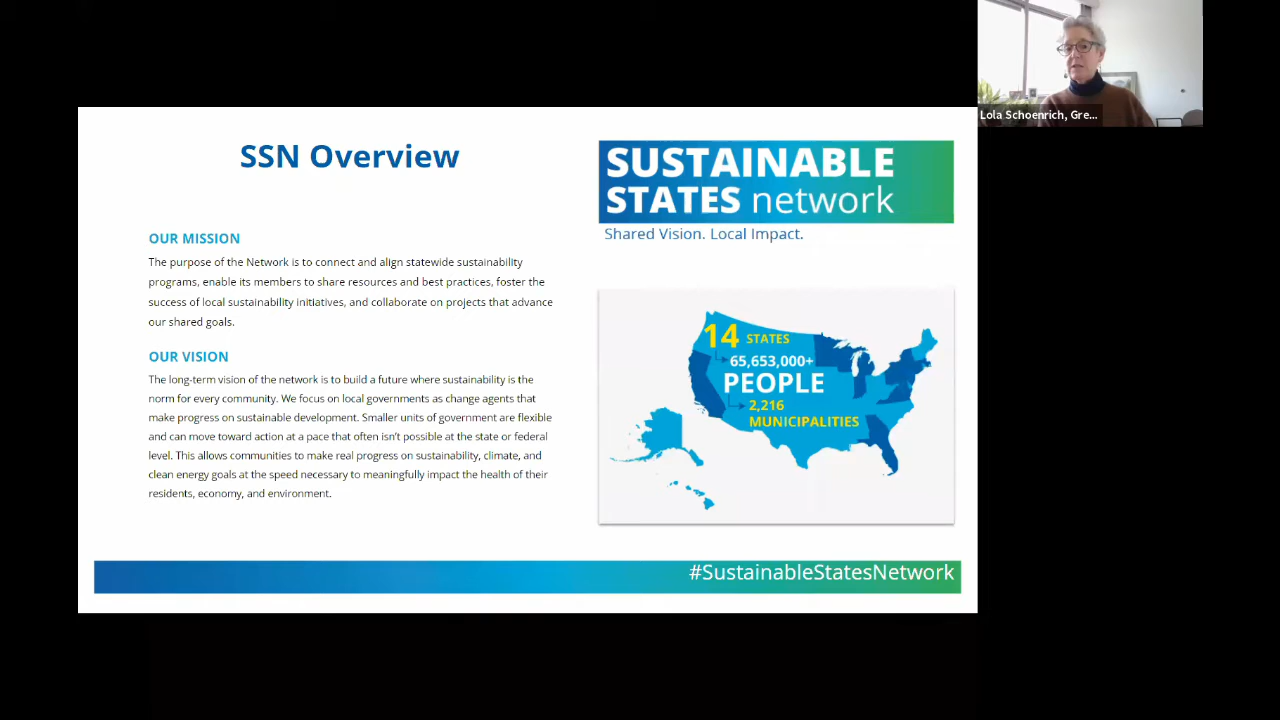 Lola Schoenrich, Gre...
SSN Overview
OUR MISSION
The purpose of the Network is to connect and align statewide sustainability
programs, enable its members to share resources and best practices, foster the
success of local sustainability initiatives, and collaborate on projects that advance
our shared goals.
OUR VISION
The long-term vision of the network is to build a future where sustainability is the
norm for every community. We focus on local governments as change agents that
make progress on sustainable development. Smaller units of government are flexible
and can move toward action at a pace that often isn't possible at the state or federal
level. This allows communities to make real progress on sustainability, climate, and
clean energy goals at the speed necessary to meaningfully impact the health of their
residents, economy, and environment.
SUSTAINABLE
STATES network
Shared Vision. Local Impact.
14 STATES
65,653,000+
PEOPLE
2,216
MUNICIPALITIES
#SustainableStatesNetwork